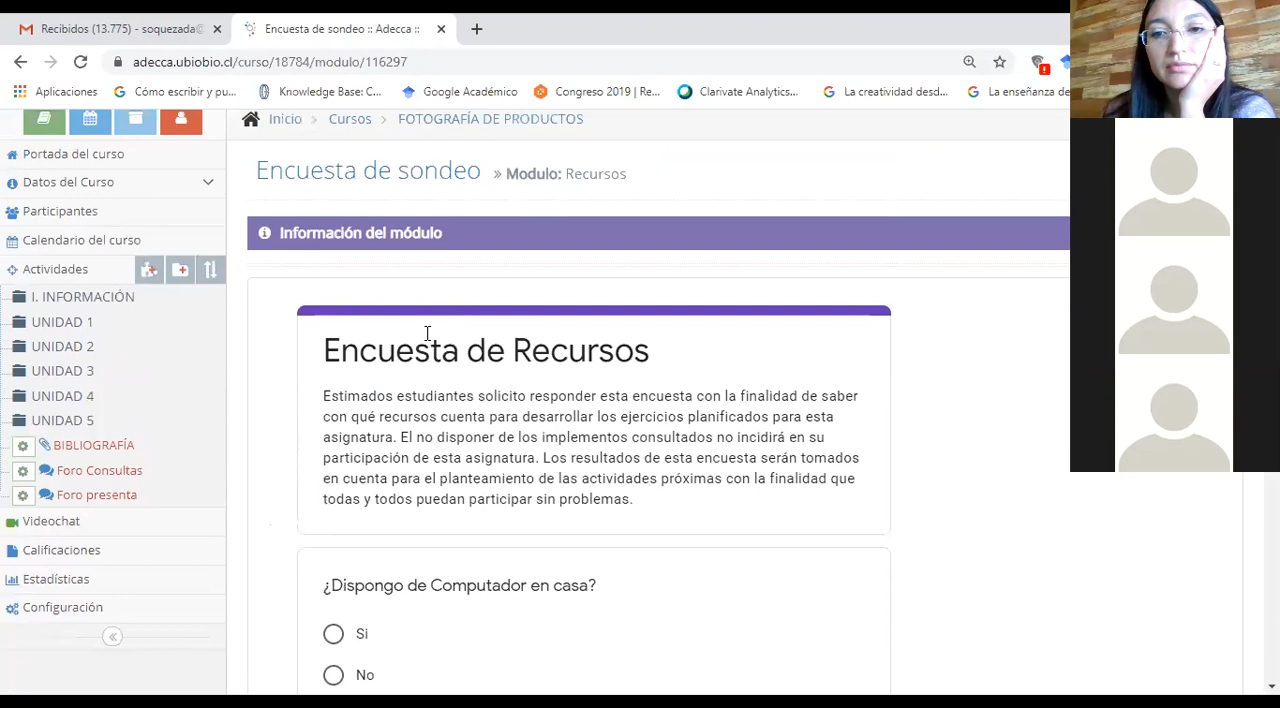 Recibidos (13.775) - soquezada@
Encuesta de sondeo :: Adecca ::
adecca.ubiobio.cl/curso/18784/modulo/116297
Aplicaciones
Cómo escribir y pu...
Knowledge Base: C...
Google Académico
Congreso 2019 | Re...
Clarivate Analytics...
La creatividad desd...
La enseñanza de
Inicio > Cursos > FOTOGRAFÍA DE PRODUCTOS
Encuesta de sondeo » Modulo: Recursos
Información del módulo
Portada del curso
Datos del Curso
Participantes
Calendario del curso
Actividades
I. INFORMACIÓN
UNIDAD 1
UNIDAD 2
UNIDAD 3
UNIDAD 4
UNIDAD 5
BIBLIOGRAFÍA
Foro Consultas
Foro presenta
Videochat
Calificaciones
Estadísticas
Configuración
Encuesta de Recursos
Estimados estudiantes solicito responder esta encuesta con la finalidad de saber
con qué recursos cuenta para desarrollar los ejercicios planificados para esta
asignatura. El no disponer de los implementos consultados no incidirá en su
participación de esta asignatura. Los resultados de esta encuesta serán tomados
en cuenta para el planteamiento de las actividades próximas con la finalidad que
todas y todos puedan participar sin problemas.
¿Dispongo de Computador en casa?
Si
No